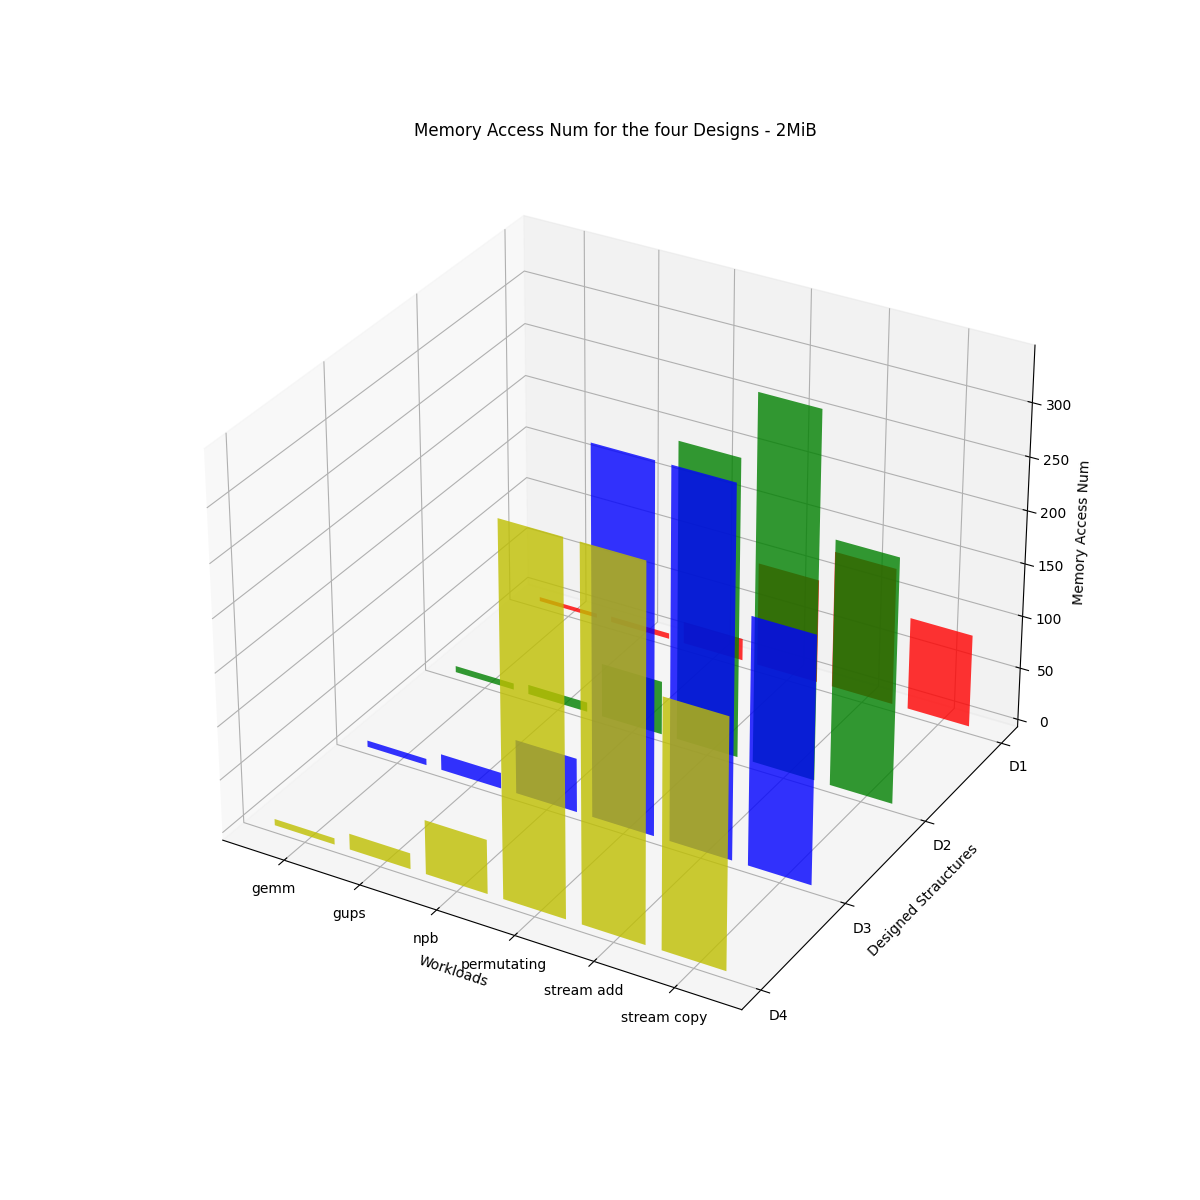 Memory Access Num for the four Designs - 2MiB
300
250
200
150
100
50
0
Memory Access Num
D1
D2
D3
D4
Designed Strauctures
gemm
gups
npb
permutating
stream add
stream copy
Workloads